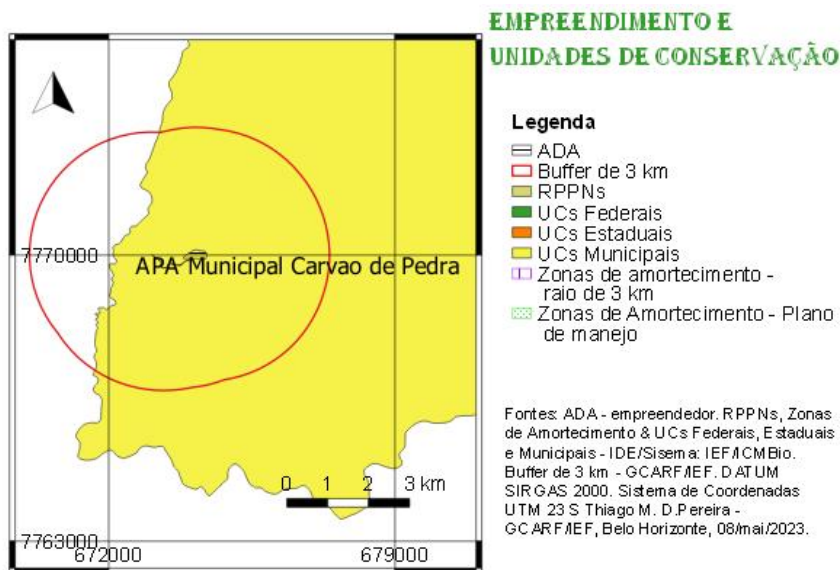 EMPREENDIMENTO E
UNIDADES DE CONSERVAÇÃO
Legenda
ADA
Buffer de 3 km
RPPNs
UCs Federais
UCs Estaduais
UCs Municipais
Zonas de amortecimento -
raio de 3 km
Zonas de Amortecimento - Plano
de manejo
7770000
APA Municipal Carvao de Pedra
0 1 2 3 km
7763000
672000 679000
Fontes: ADA - empreendedor. RPPNs, Zonas
de Amortecimento & UCs Federais, Estaduais
e Municipais - IDE/Sisema: IEF/ICMBio.
Buffer de 3 km - GCARF/IEF. DATUM
SIRGAS 2000. Sistema de Coordenadas
UTM 23 S Thiago M. D.Pereira -
GCARF/IEF, Belo Horizonte, 08/mai/2023.